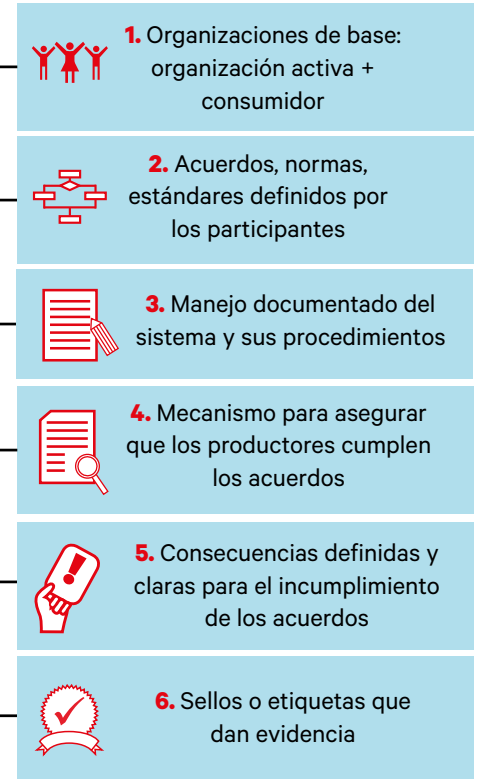 1. Organizaciones de base:
organización activa +
consumidor
2. Acuerdos, normas,
estándares definidos por
los participantes
3. Manejo documentado del
sistema y sus procedimientos
4. Mecanismo para asegurar
que los productores cumplen
los acuerdos
5. Consecuencias definidas y
claras para el incumplimiento
de los acuerdos
6. Sellos o etiquetas que
dan evidencia